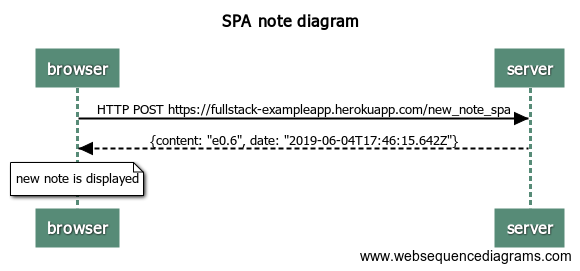 SPA note diagram
browser
server
HTTP POST https://fullstack-exampleapp.herokuapp.com/new_note_spa
{content: "e0.6", date: "2019-06-04T17:46:15.642Z"}
new note is displayed
browser
server
www.websequencediagrams.com